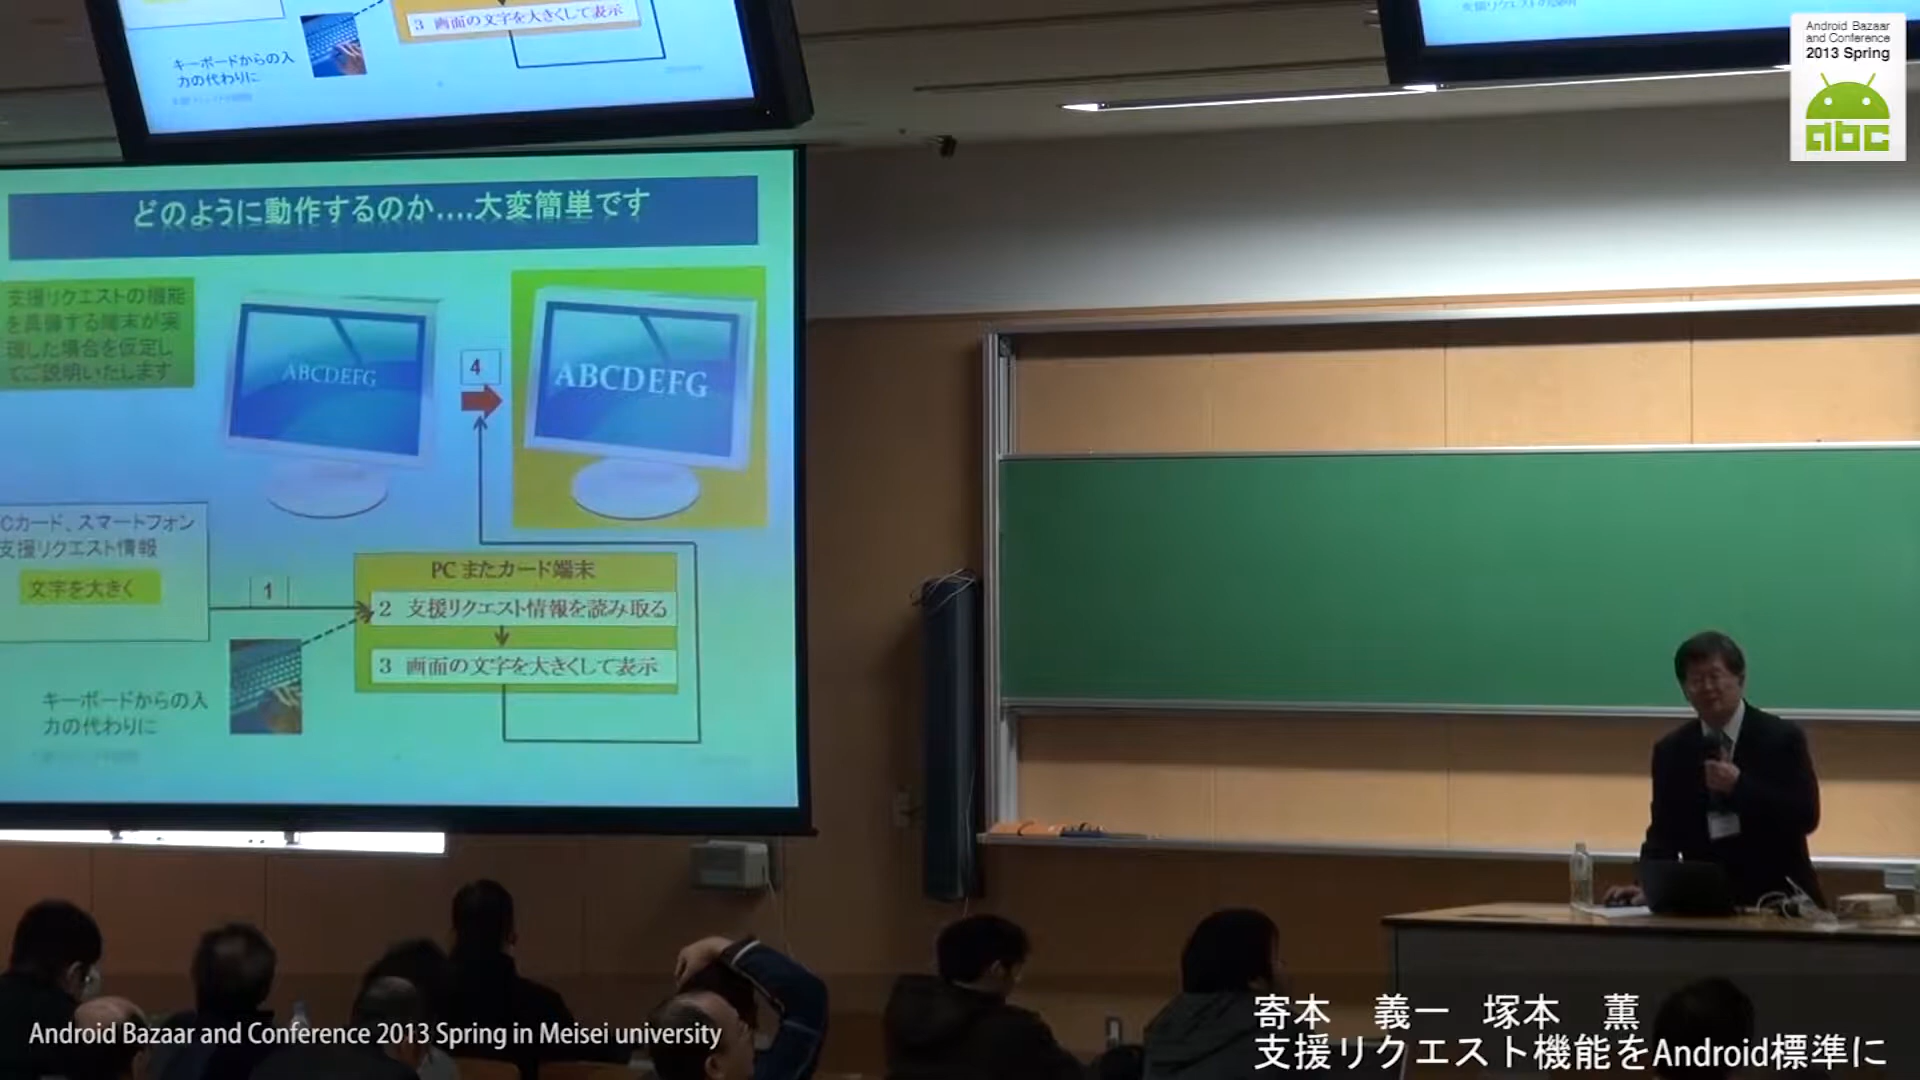 3 画面の文字を大きくして表示
キーボードからの入
力の代わりに
Android Bazaar
and Conference
2013 Spring
abc
どのように動作するのか....大変簡単です
支援リクエストの機能
を具備する端末が実
現した場合を仮定し
てご説明いたします
ABCDEFG
4
ABCDEFG
Cカード、スマートフォン
支援リクエスト情報
文字を大きく
1
PCまたカード端末
2 支援リクエスト情報を読み取る
3 画面の文字を大きくして表示
キーボードからの入
力の代わりに
Android Bazaar and Conference 2013 Spring in Meisei university
寄本 義一 塚本 薫
支援リクエスト機能をAndroid標準に